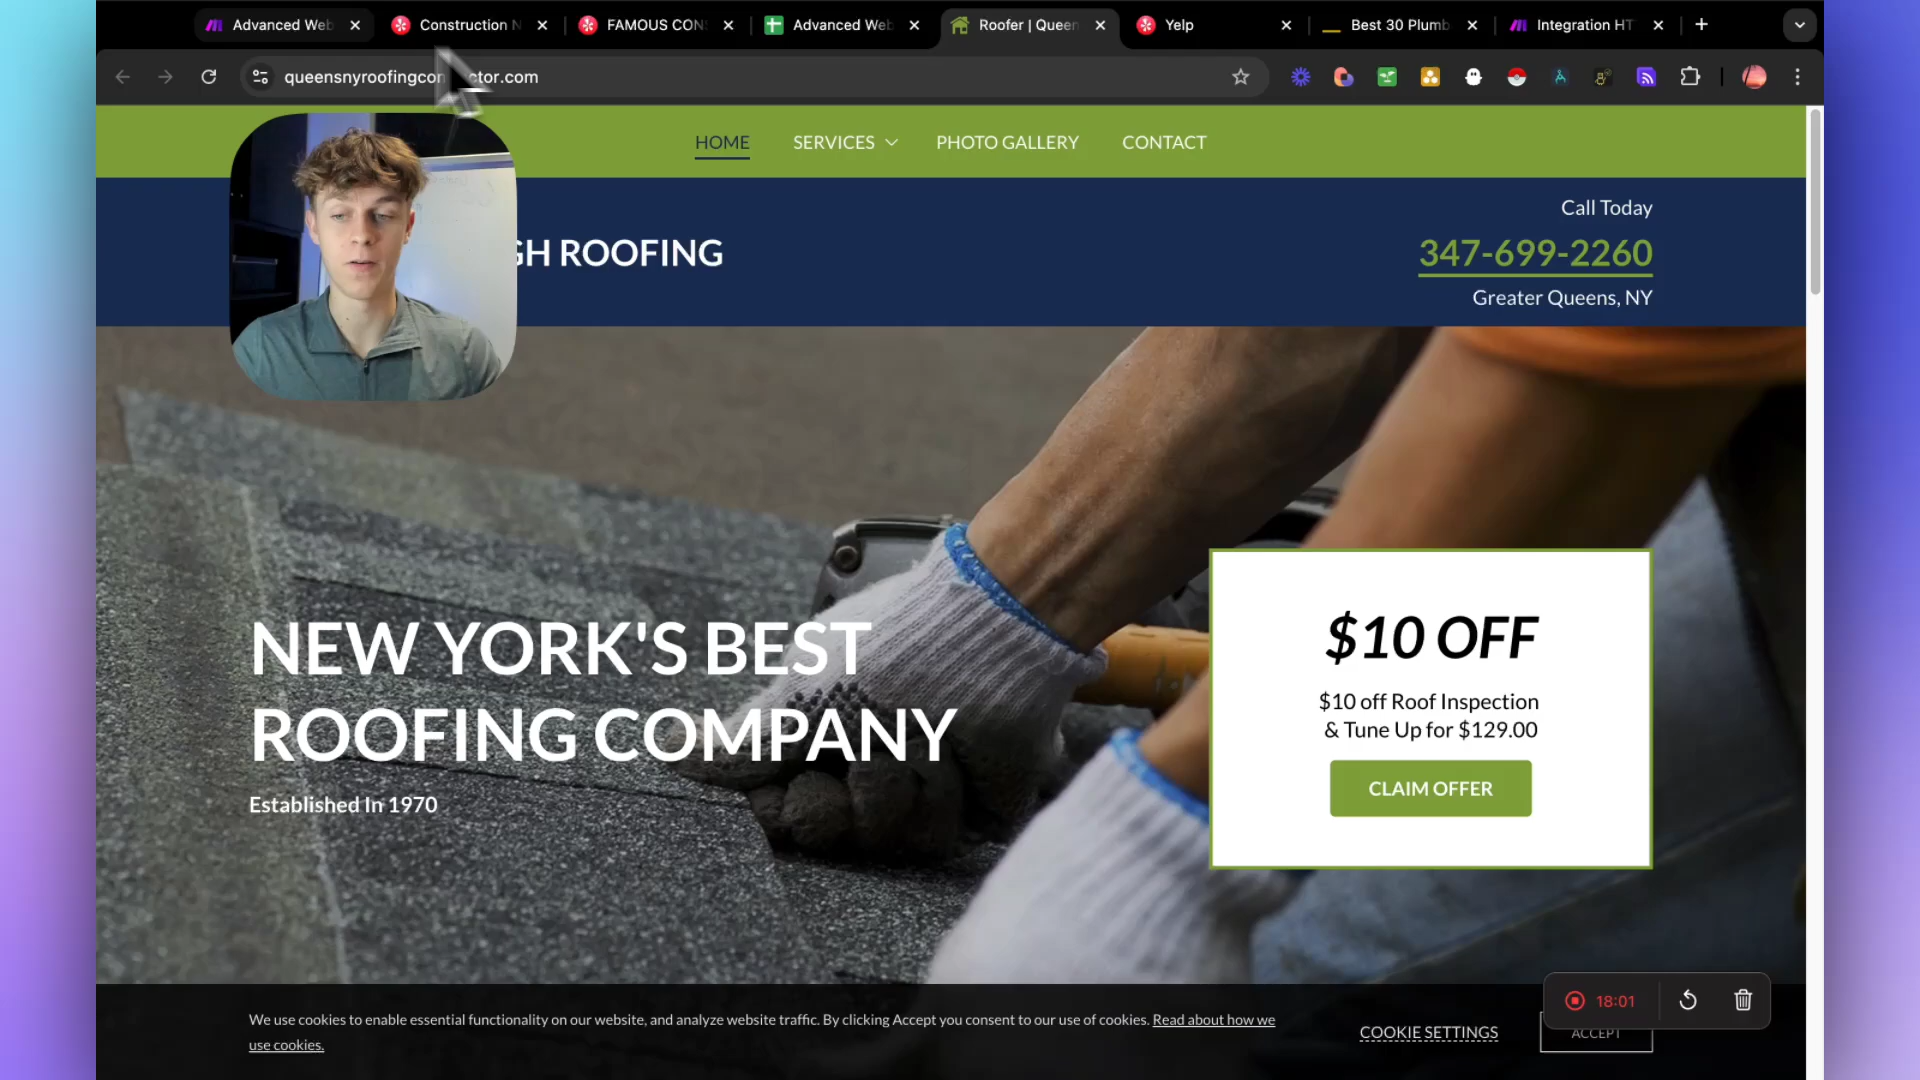 Advanced Web
Construction N
FAMOUS CON
Advanced Web
Roofer | Queen
Yelp
Best 30 Plumb
Integration HT
queensnyroofingcon ctor.com
HOME
SERVICES
PHOTO GALLERY
CONTACT
GH ROOFING
Call Today
347-699-2260
Greater Queens, NY
NEW YORK'S BEST
ROOFING COMPANY
Established In 1970
$10 OFF
$10 off Roof Inspection
& Tune Up for $129.00
CLAIM OFFER
We use cookies to enable essential functionality on our website, and analyze website traffic. By clicking Accept you consent to our use of cookies. Read about how we
use cookies.
COOKIE SETTINGS
ACCEPT
18:01